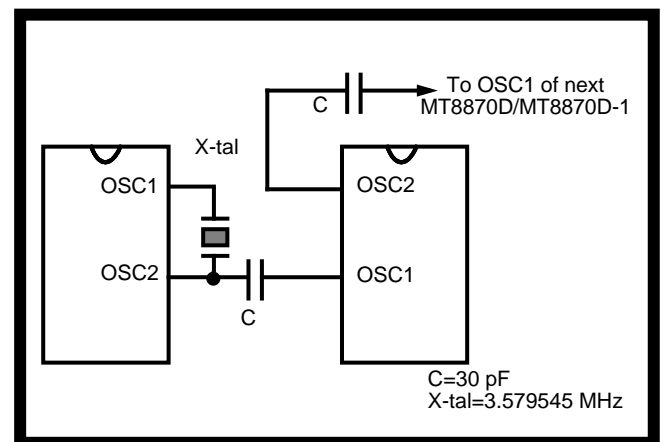 To OSC1 of next
MT8870D/MT8870D-1
C
X-tal
OSC1
OSC2
OSC2
OSC1
C
C=30 pF
X-tal=3.579545 MHz